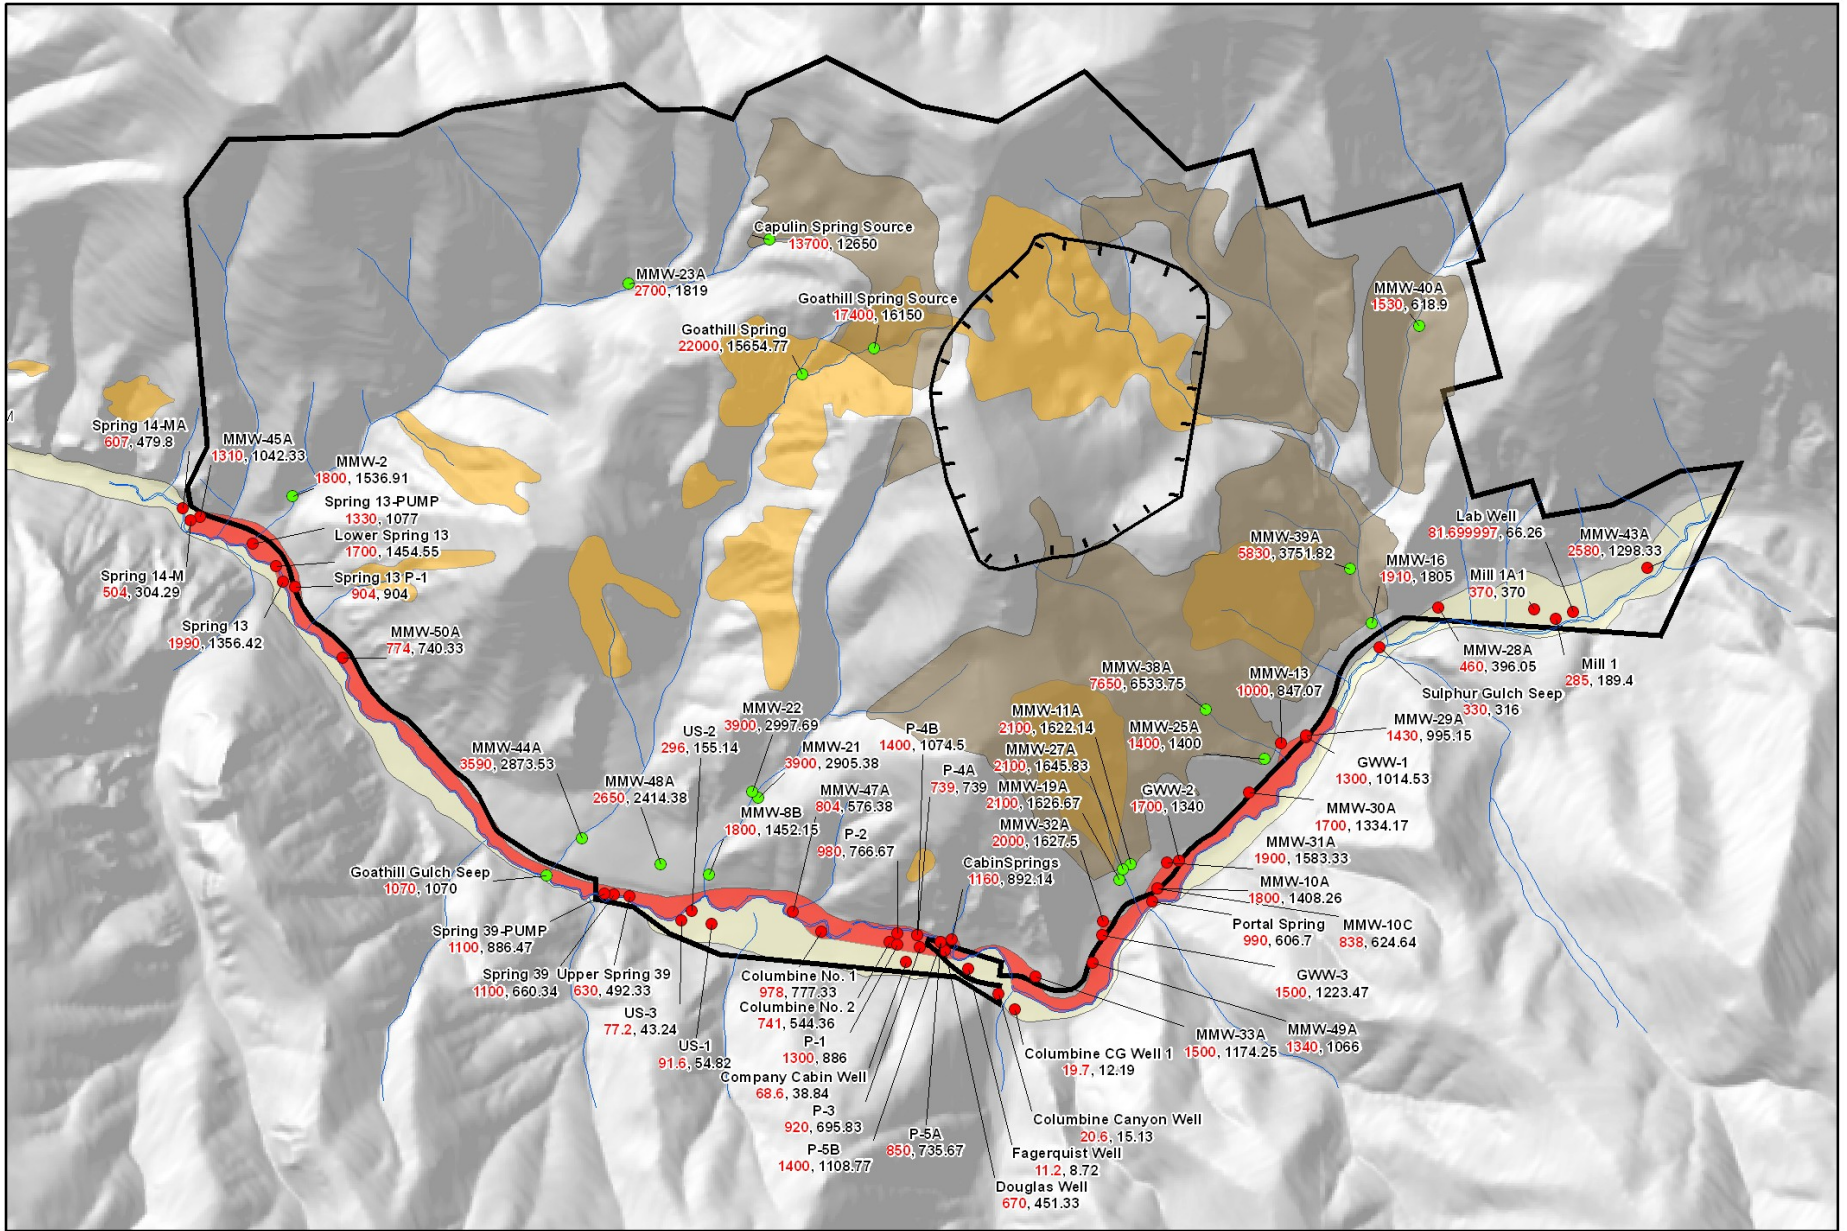 Capulin Spring Source
13700, 12650
MMW-23A
2700, 1819
Goathill Spring Source
17400, 16150
Goathill Spring
22000, 15654.77
MMW-40A
1530, 618.9
M
Spring 14-MA
607, 479.8
MMW-45A
1310, 1042.33
MMW-2
1800, 1536.91
Spring 13-PUMP
1330, 1077
Lower Spring 13
1700, 1454.55
Spring 14-M
504, 304.29
Spring 13 P-1
904, 904
Spring 13
1990, 1356.42
MMW-50A
774, 740.33
Lab Well
81.699997, 66.26
MMW-43A
2580, 1298.33
MMW-39A
5830, 3751.82
MMW-16
1910, 1805
Mill 1A1
370, 370
MMW-28A
460, 396.05
Mill 1
285, 189.4
Sulphur Gulch Seep
330, 316
MMW-38A
7650, 6533.75
MMW-13
1000, 847.07
MMW-29A
1430, 995.15
GWW-1
1300, 1014.53
MMW-22
3900, 2997.69
US-2
296, 155.14
P-4B
1400, 1074.5
MMW-11A
2100, 1622.14
MMW-25A
1400, 1400
MMW-44A
3590, 2873.53
MMW-21
3900, 2905.38
MMW-27A
2100, 1645.83
P-4A
739, 739
MMW-48A
2650, 2414.38
MMW-47A
804, 576.38
MMW-19A
2100, 1626.67
GWW-2
1700, 1340
MMW-30A
1700, 1334.17
MMW-8B
1800, 1452.15
P-2
980, 766.67
MMW-32A
2000, 1627.5
MMW-31A
1900, 1583.33
CabinSprings
1160, 892.14
Goathill Gulch Seep
1070, 1070
MMW-10A
1800, 1408.26
Portal Spring
990, 606.7
MMW-10C
838, 624.64
Spring 39-PUMP
1100, 886.47
Spring 39
1100, 660.34
Upper Spring 39
630, 492.33
Columbine No. 1
978, 777.33
GWW-3
1500, 1223.47
US-3
77.2, 43.24
Columbine No. 2
741, 544.36
US-1
91.6, 54.82
P-1
1300, 886
MMW-33A
1500, 1174.25
MMW-49A
1340, 1066
Columbine CG Well 1
19.7, 12.19
Company Cabin Well
68.6, 38.84
P-3
920, 695.83
Columbine Canyon Well
20.6, 15.13
P-5B
1400, 1108.77
P-5A
850, 735.67
Fagerquist Well
11.2, 8.72
Douglas Well
670, 451.33